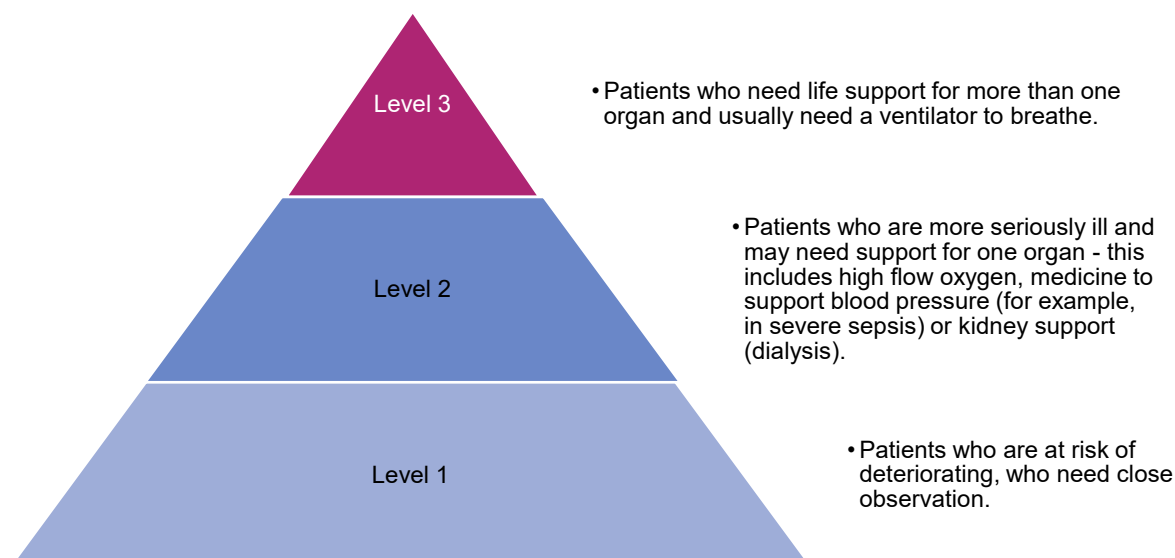 Level 3
• Patients who need life support for more than one
organ and usually need a ventilator to breathe.
Level 2
• Patients who are more seriously ill and
may need support for one organ - this
includes high flow oxygen, medicine to
support blood pressure (for example,
in severe sepsis) or kidney support
(dialysis).
Level 1
• Patients who are at risk of
deteriorating, who need close
observation.